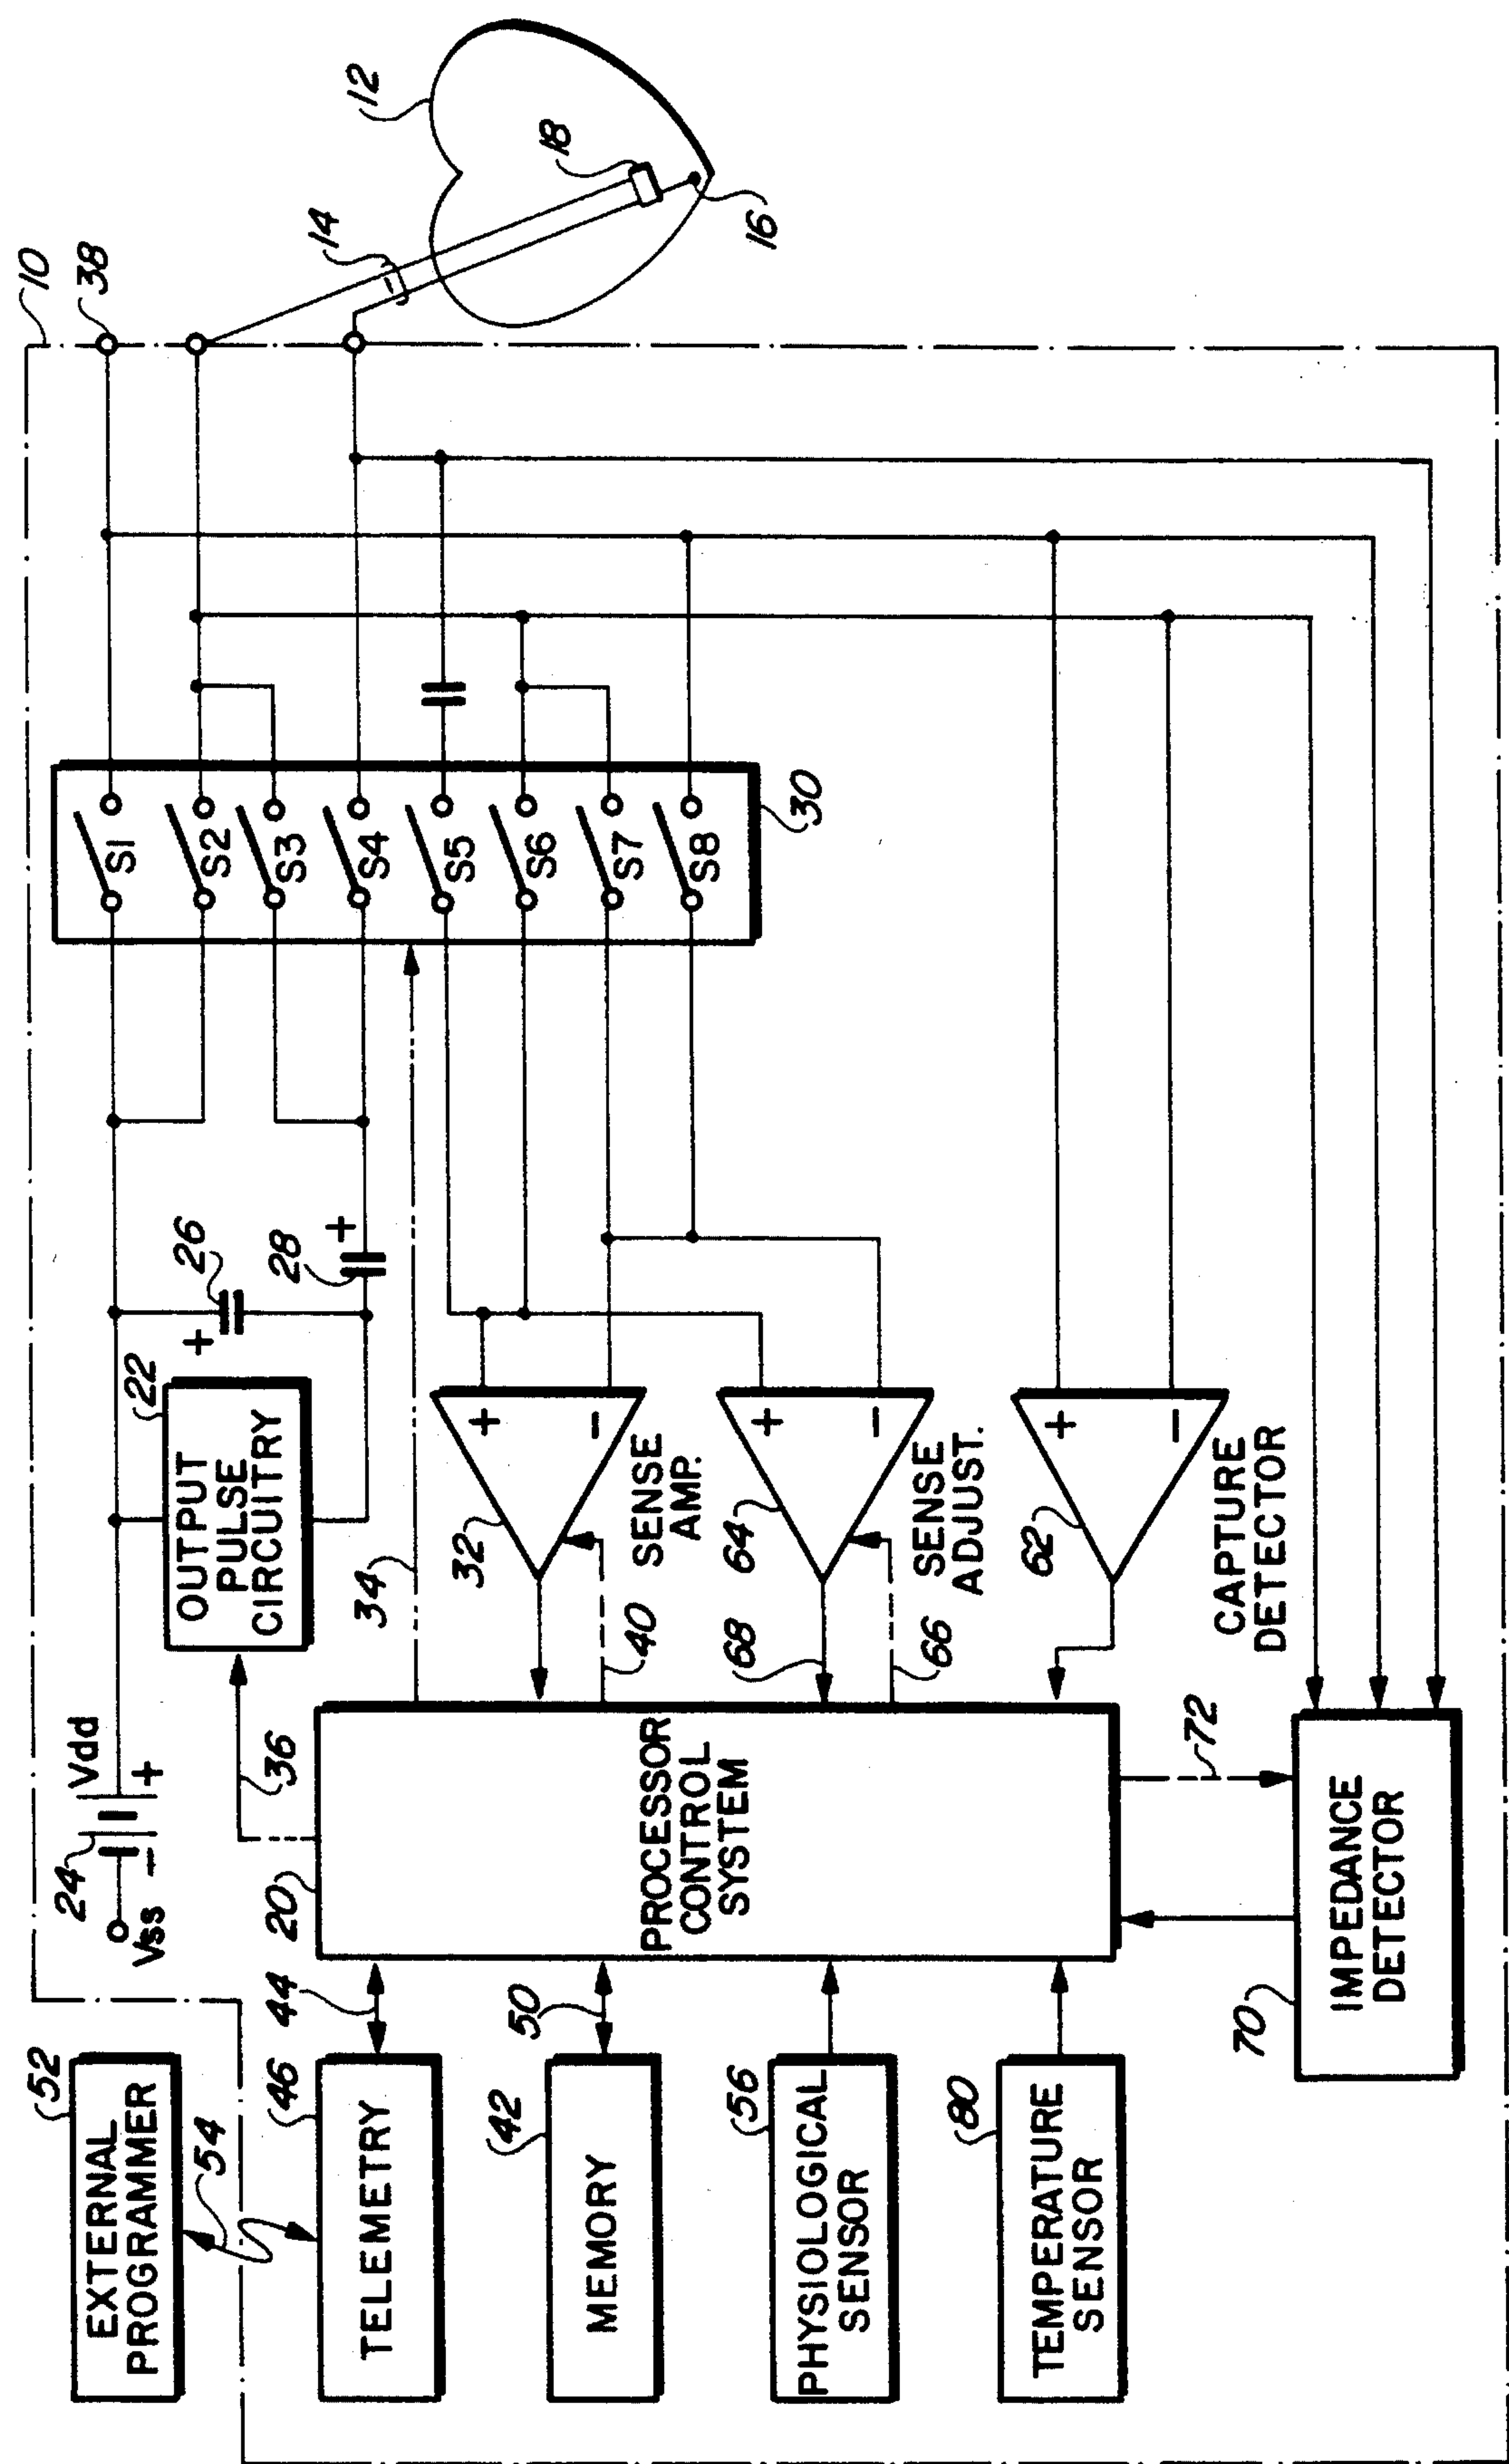 10
38
12
14
18
16
52
EXTERNAL
PROGRAMMER
54
24
Vss
-
Vdd
+
22
OUTPUT
PULSE
CIRCUITRY
36
26
+
28
+
S1
S2
S3
S4
S5
S6
S7
S8
30
34
46
TELEMETRY
44
20
PROCESSOR
CONTROL
SYSTEM
42
MEMORY
50
56
PHYSIOLOGICAL
SENSOR
80
TEMPERATURE
SENSOR
32
+
-
SENSE
AMP.
40
64
+
-
SENSE
ADJUST.
68
66
62
+
-
CAPTURE
DETECTOR
72
70
IMPEDANCE
DETECTOR